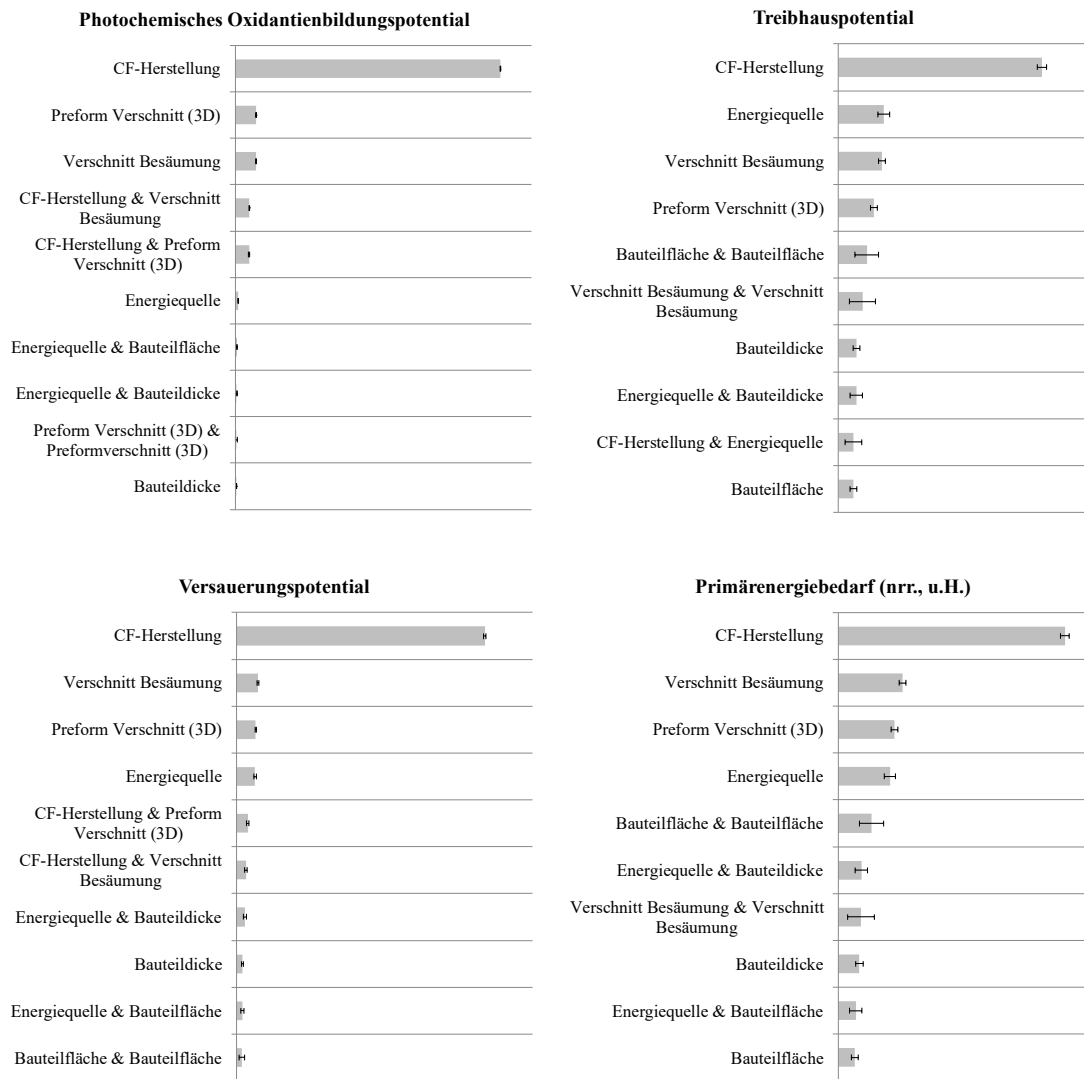 Photochemisches Oxidantienbildungspotential
CF-Herstellung
Preform Verschnitt (3D)
Verschnitt Besäumung
CF-Herstellung & Verschnitt
Besäumung
CF-Herstellung & Preform
Verschnitt (3D)
Energiequelle
Energiequelle & Bauteilfläche
Energiequelle & Bauteildicke
Preform Verschnitt (3D) &
Preformverschnitt (3D)
Bauteildicke
Treibhauspotential
CF-Herstellung
Energiequelle
Verschnitt Besäumung
Preform Verschnitt (3D)
Bauteilfläche & Bauteilfläche
Verschnitt Besäumung & Verschnitt
Besäumung
Bauteildicke
Energiequelle & Bauteildicke
CF-Herstellung & Energiequelle
Bauteilfläche
Versauerungspotential
CF-Herstellung
Verschnitt Besäumung
Preform Verschnitt (3D)
Energiequelle
CF-Herstellung & Preform
Verschnitt (3D)
CF-Herstellung & Verschnitt
Besäumung
Energiequelle & Bauteildicke
Bauteildicke
Energiequelle & Bauteilfläche
Bauteilfläche & Bauteilfläche
Primärenergiebedarf (nrr., u.H.)
CF-Herstellung
Verschnitt Besäumung
Preform Verschnitt (3D)
Energiequelle
Bauteilfläche & Bauteilfläche
Energiequelle & Bauteildicke
Verschnitt Besäumung & Verschnitt
Besäumung
Bauteildicke
Energiequelle & Bauteilfläche
Bauteilfläche